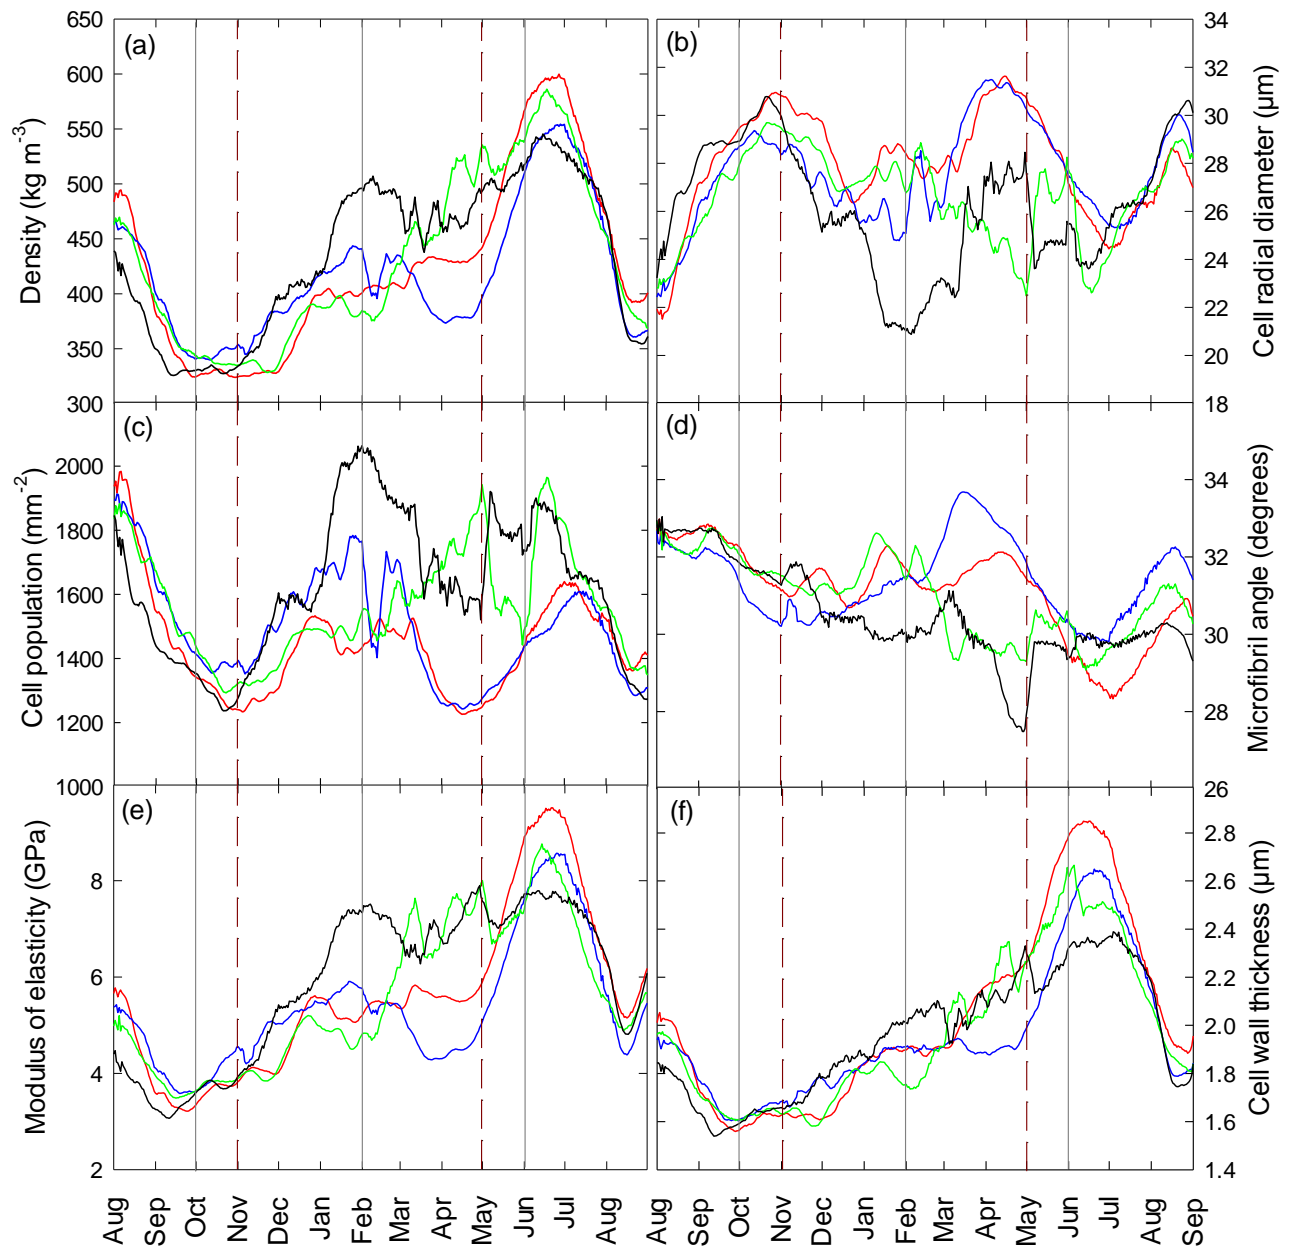 (a)
650
600
550
500
450
400
350
300
Density (kg m-3)
(b)
34
32
30
28
26
24
22
20
18
Cell radial diameter (µm)
(c)
2000
1800
1600
1400
1200
1000
Cell population (mm-2)
(d)
34
32
30
28
26
Microfibril angle (degrees)
(e)
8
6
4
2
Modulus of elasticity (GPa)
(f)
2.8
2.6
2.4
2.2
2.0
1.8
1.6
1.4
Cell wall thickness (µm)
Aug Sep Oct Nov Dec Jan Feb Mar Apr May Jun Jul Aug
Aug Sep Oct Nov Dec Jan Feb Mar Apr May Jun Jul Aug Sep